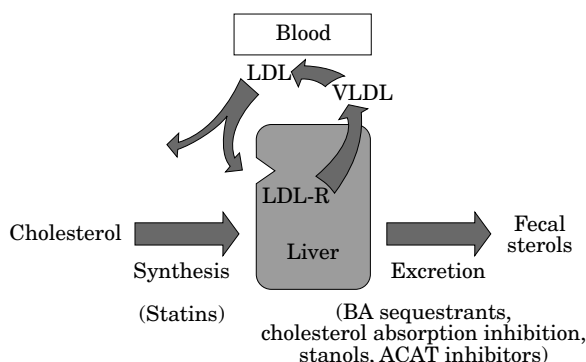 Blood
LDL
VLDL
LDL-R
Cholesterol
Synthesis
(Statins)
Liver
Excretion
Fecal
sterols
(BA sequestrants,
cholesterol absorption inhibition,
stanols, ACAT inhibitors)